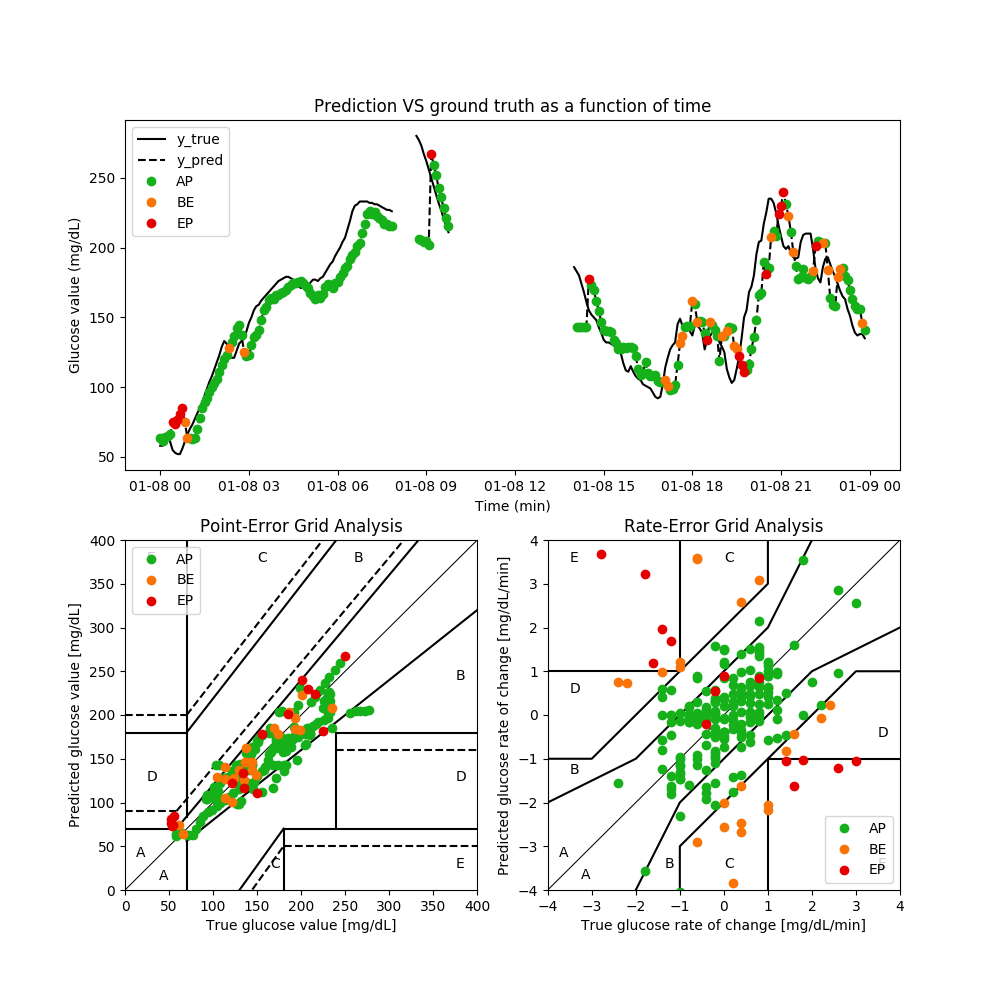 Prediction VS ground truth as a function of time
Glucose value (mg/dL)
250
200
150
100
50
y_true
y_pred
AP
BE
EP
01-08 00 01-08 03 01-08 06 01-08 09 01-08 12 01-08 15 01-08 18 01-08 21 01-09 00
Time (min)
Point-Error Grid Analysis
Predicted glucose value [mg/dL]
400
350
300
250
200
150
100
50
0
AP
BE
EP
C B
B
D D
A
A
C E
0 50 100 150 200 250 300 350 400
True glucose value [mg/dL]
Rate-Error Grid Analysis
Predicted glucose rate of change [mg/dL/min]
4
3
2
1
0
−1
−2
−3
−4
E C
D
D
B
A
A
B C
AP
BE
EP
−4 −3 −2 −1 0 1 2 3 4
True glucose rate of change [mg/dL/min]